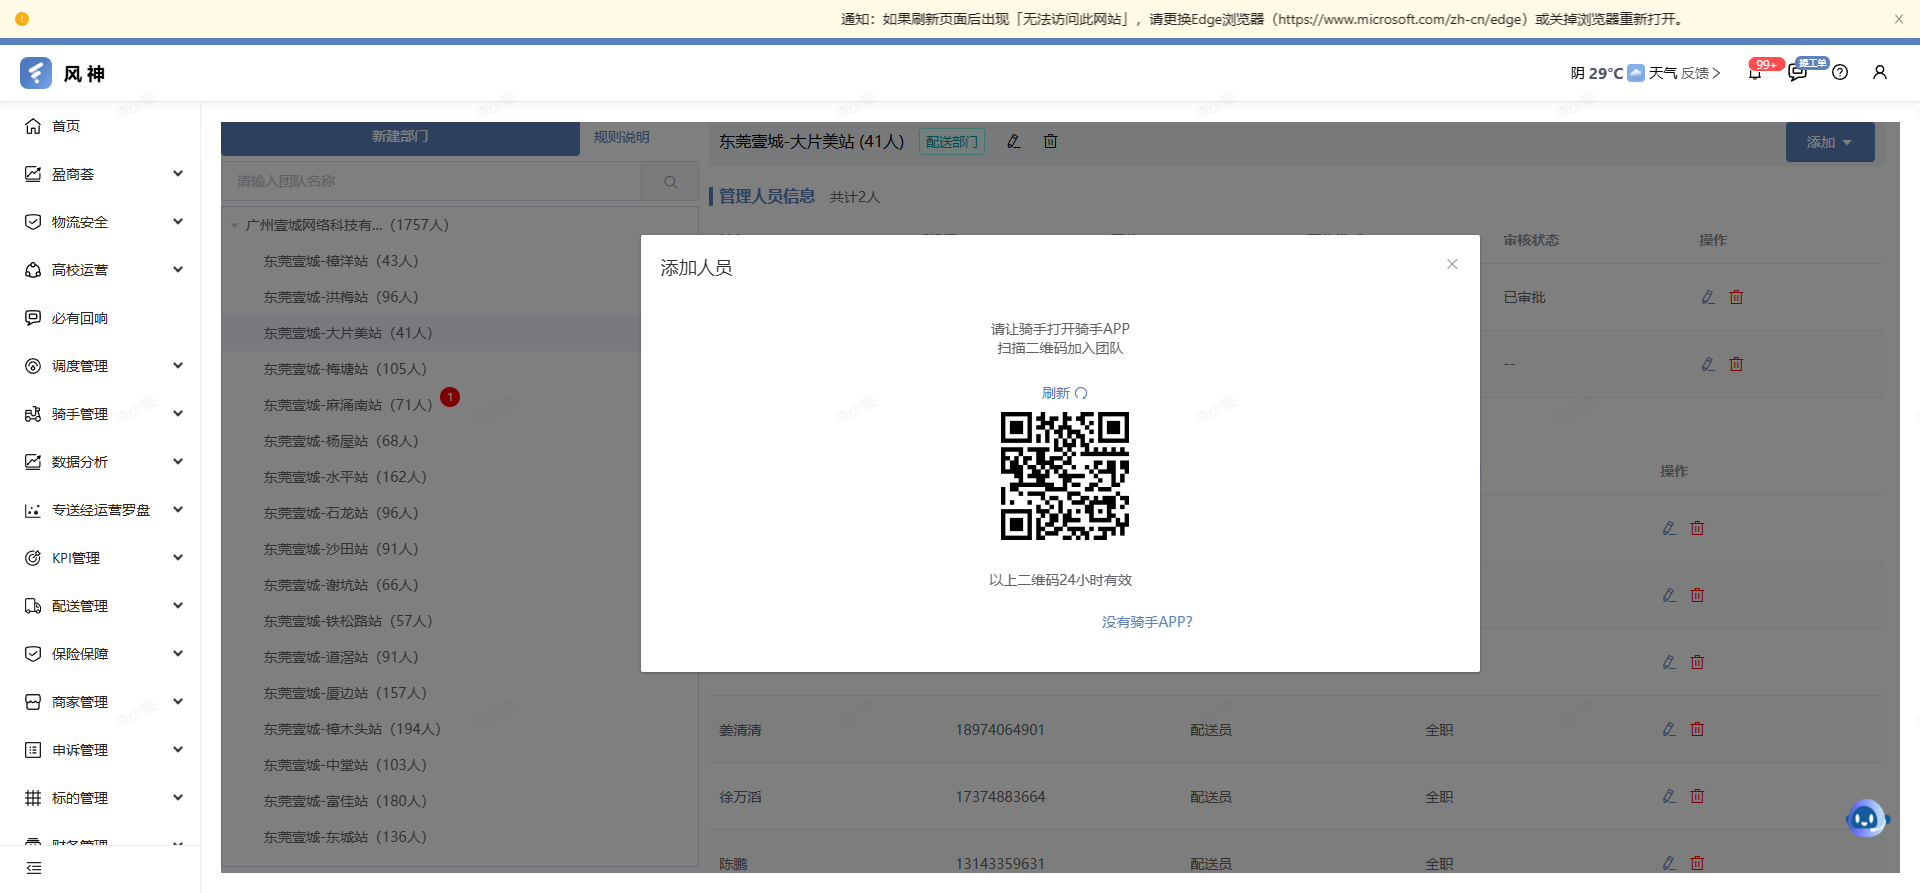 通知：如果刷新页面后出现「无法访问此网站」，请更换Edge浏览器（https://www.microsoft.com/zh-cn/edge）或关掉浏览器重新打开。
风神
阴 29°C 天气 反馈
99+
提工单
首页
盈商荟
物流安全
高校运营
必有回响
调度管理
骑手管理
数据分析
专送经运营罗盘
KPI管理
配送管理
保险保障
商家管理
申诉管理
标的管理
财务管理
新建部门
规则说明
请输入团队名称
广州壹城网络科技有... （1757人）
东莞壹城-樟洋站（43人）
东莞壹城-洪梅站（96人）
东莞壹城-大片美站（41人）
东莞壹城-梅塘站（105人）
东莞壹城-麻涌南站（71人）
1
东莞壹城-杨屋站（68人）
东莞壹城-水平站（162人）
东莞壹城-石龙站（96人）
东莞壹城-沙田站（91人）
东莞壹城-谢坑站（66人）
东莞壹城-铁松路站（57人）
东莞壹城-道滘站（91人）
东莞壹城-厦边站（157人）
东莞壹城-樟木头站（194人）
东莞壹城-中堂站（103人）
东莞壹城-富佳站（180人）
东莞壹城-东城站（136人）
东莞壹城-大片美站 (41人)
配送部门
添加
管理人员信息 共计2人
审核状态 操作
已审批
--
操作
添加人员
请让骑手打开骑手APP
扫描二维码加入团队
刷新
以上二维码24小时有效
没有骑手APP?
姜清清 18974064901 配送员 全职
徐万滔 17374883664 配送员 全职
陈鹏 13143359631 配送员 全职